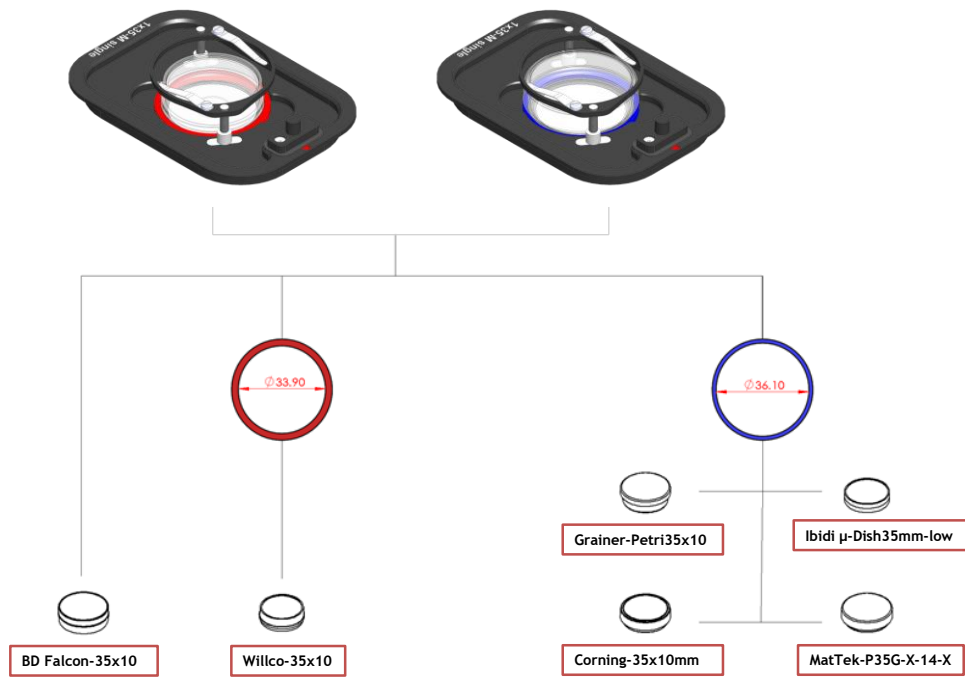 1x35-M single
1x35-M single
Ø33.90
Ø36.10
Grainer-Petri35x10
Ibidi µ-Dish35mm-low
BD Falcon-35x10
Willco-35x10
Corning-35x10mm
MatTek-P35G-X-14-X